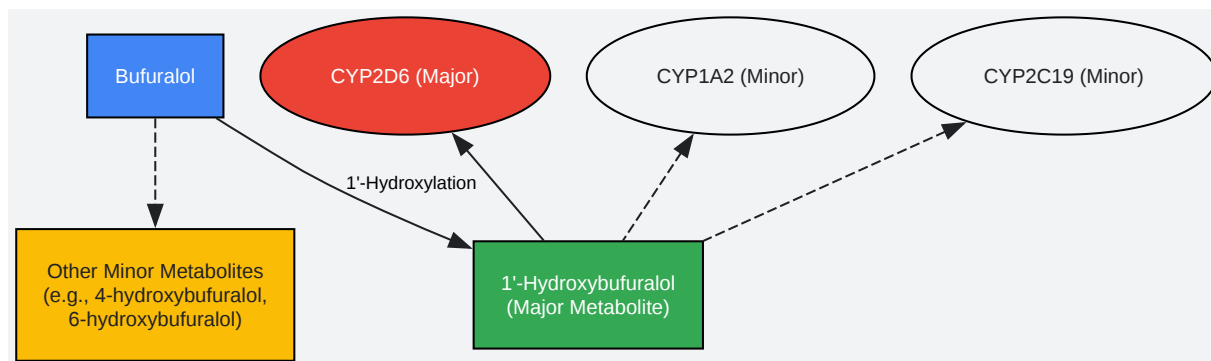 Bufuralol
CYP2D6 (Major)
CYP1A2 (Minor)
CYP2C19 (Minor)
1'-Hydroxylation
Other Minor Metabolites
(e.g., 4-hydroxybufuralol,
6-hydroxybufuralol)
1'-Hydroxybufuralol
(Major Metabolite)